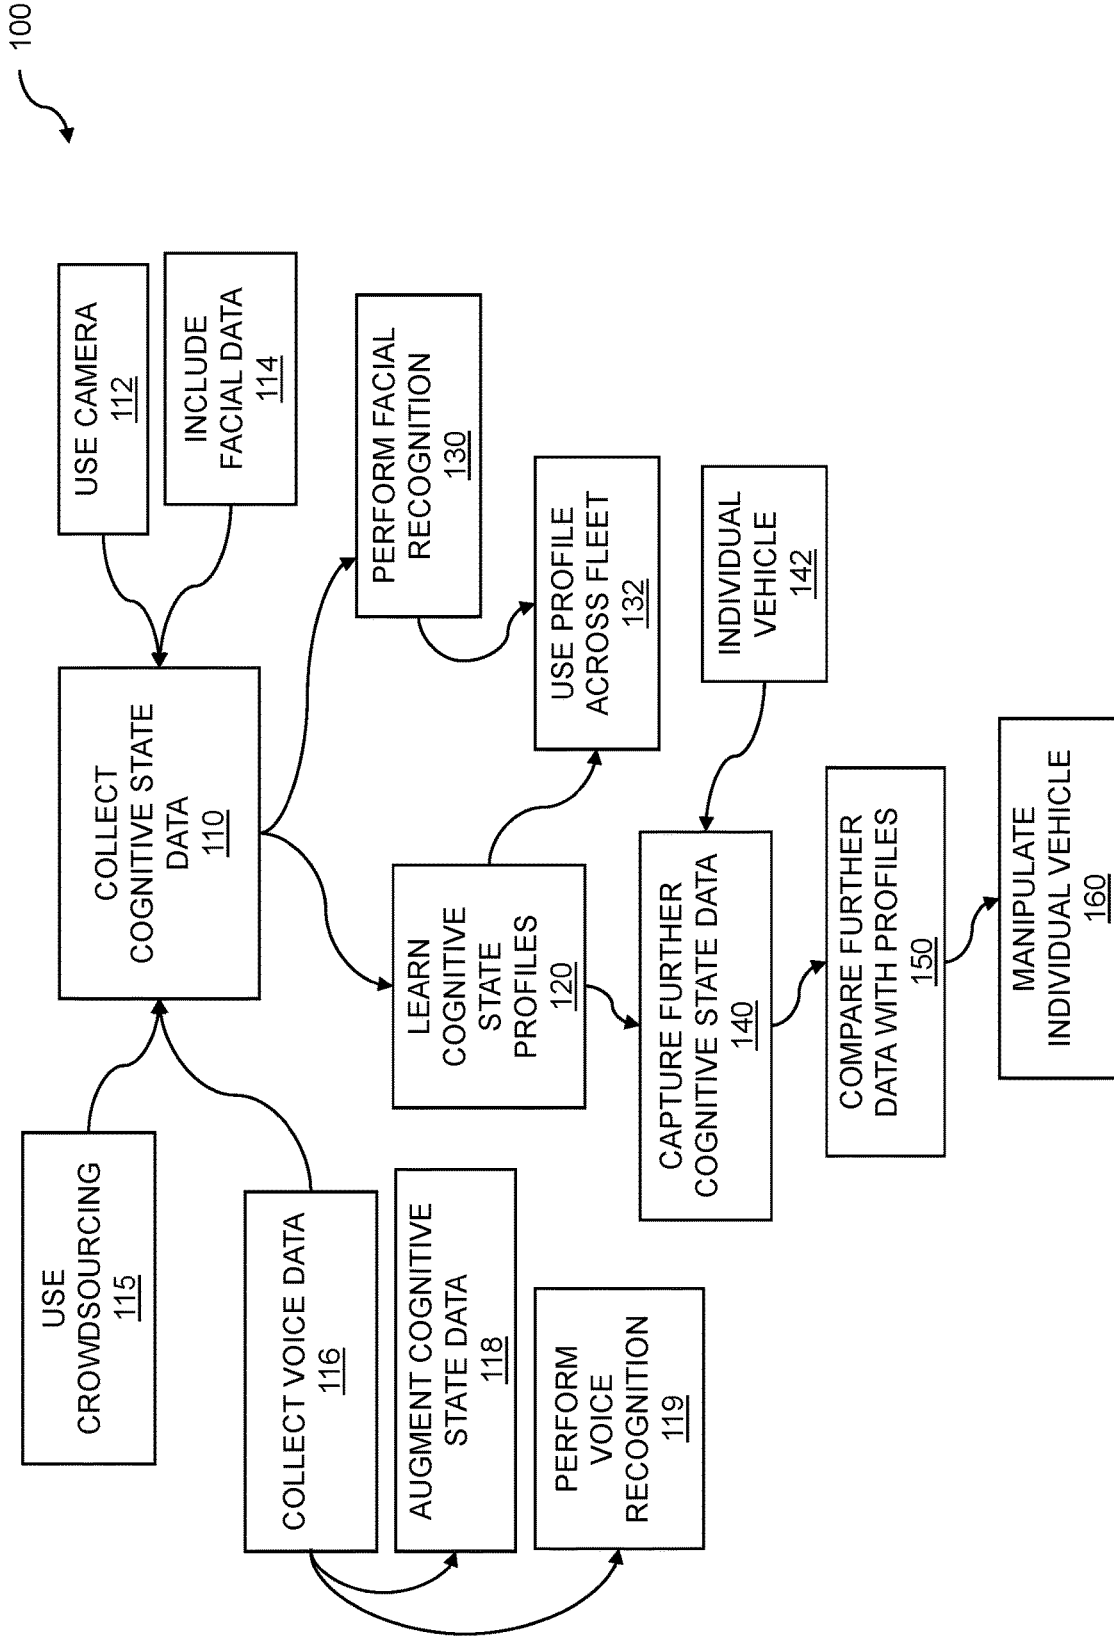 100
USE
CROWDSOURCING
115
COLLECT
COGNITIVE STATE
DATA
110
USE CAMERA
112
INCLUDE
FACIAL DATA
114
COLLECT VOICE DATA
116
AUGMENT COGNITIVE
STATE DATA
118
PERFORM
VOICE
RECOGNITION
119
LEARN
COGNITIVE
STATE
PROFILES
120
PERFORM FACIAL
RECOGNITION
130
USE PROFILE
ACROSS FLEET
132
CAPTURE FURTHER
COGNITIVE STATE DATA
140
INDIVIDUAL
VEHICLE
142
COMPARE FURTHER
DATA WITH PROFILES
150
MANIPULATE
INDIVIDUAL VEHICLE
160